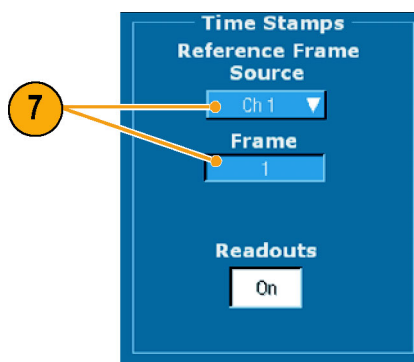 Time Stamps
Reference Frame
Source
7
Ch 1
Frame
1
Readouts
On